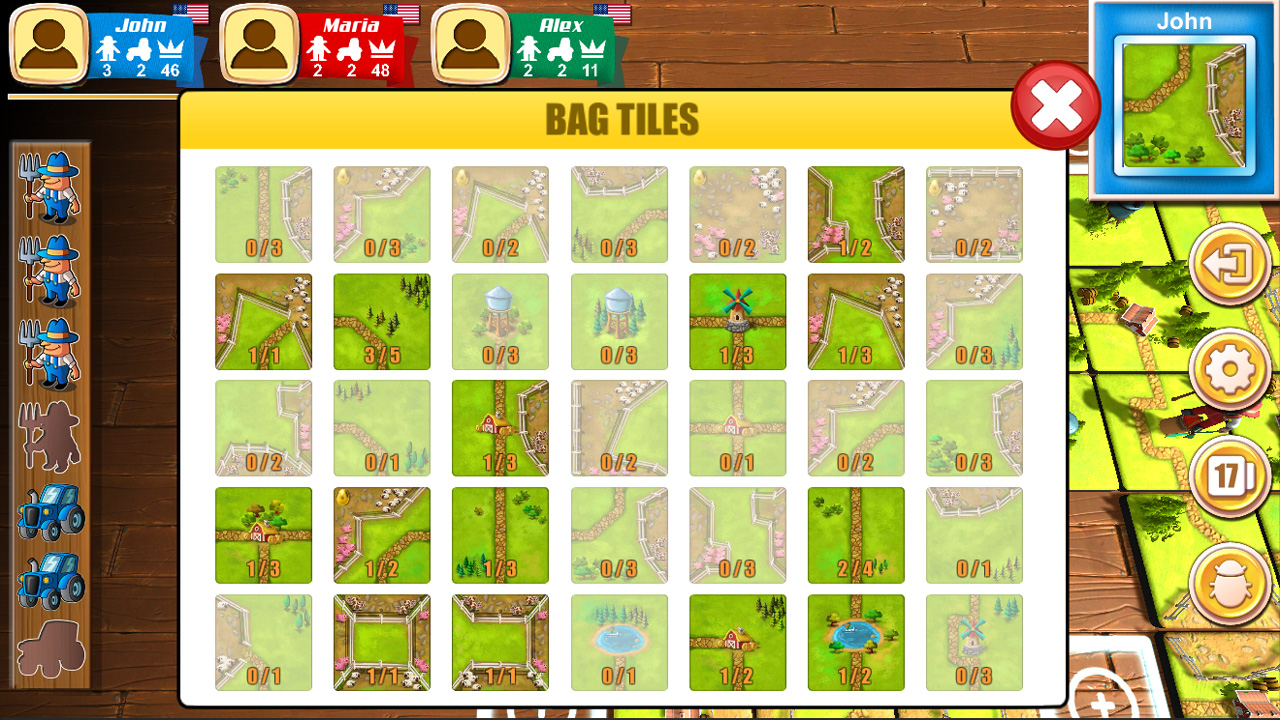 John
3 2 46
Maria
2 2 48
Alex
2 2 11
John
BAG TILES
0/3 0/3 0/2 0/3 0/2 1/2 0/2
1/1 3/5 0/3 0/3 1/3 1/3 0/3
0/2 0/1 1/3 0/2 0/1 0/2 0/3
1/3 1/2 1/3 0/3 0/3 2/4 0/1
0/1 1/1 1/1 0/1 1/2 1/2 0/3
17